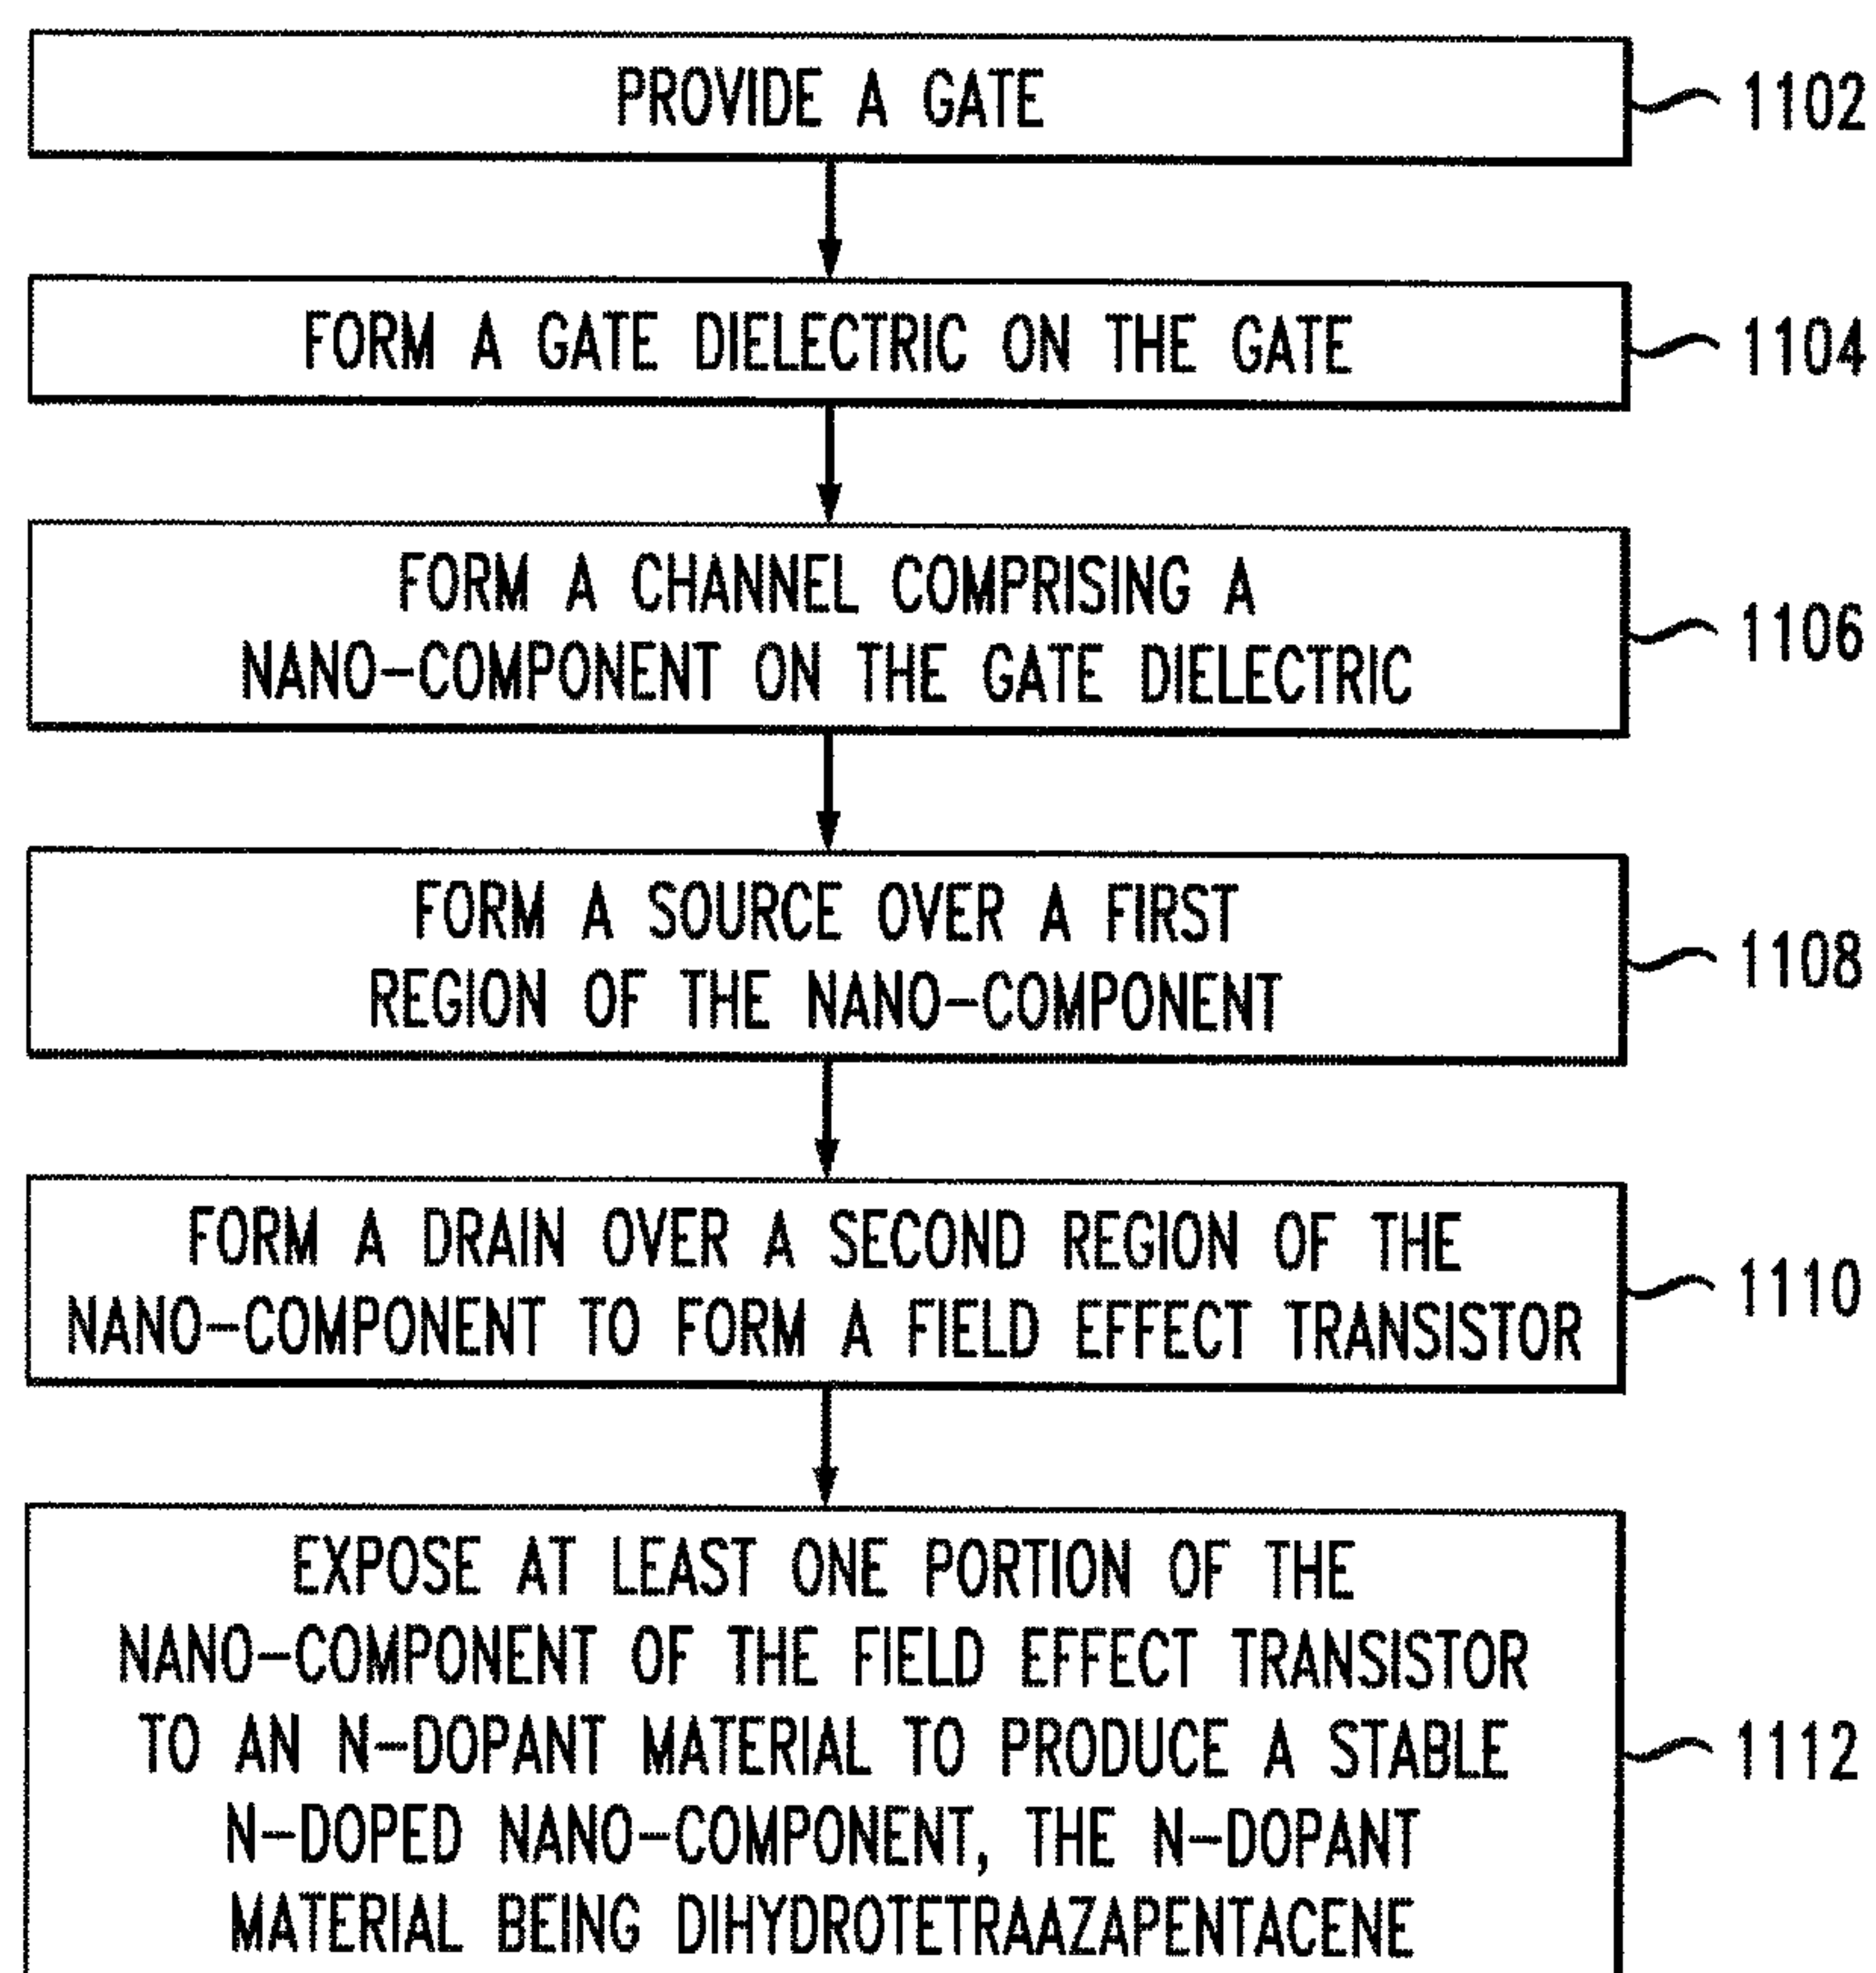 PROVIDE A GATE
1102
FORM A GATE DIELECTRIC ON THE GATE
1104
FORM A CHANNEL COMPRISING A
NANO-COMPONENT ON THE GATE DIELECTRIC
1106
FORM A SOURCE OVER A FIRST
REGION OF THE NANO-COMPONENT
1108
FORM A DRAIN OVER A SECOND REGION OF THE
NANO-COMPONENT TO FORM A FIELD EFFECT TRANSISTOR
1110
EXPOSE AT LEAST ONE PORTION OF THE
NANO-COMPONENT OF THE FIELD EFFECT TRANSISTOR
TO AN N-DOPANT MATERIAL TO PRODUCE A STABLE
N-DOPED NANO-COMPONENT, THE N-DOPANT
MATERIAL BEING DIHYDROTETRAAZAPENTACENE
1112